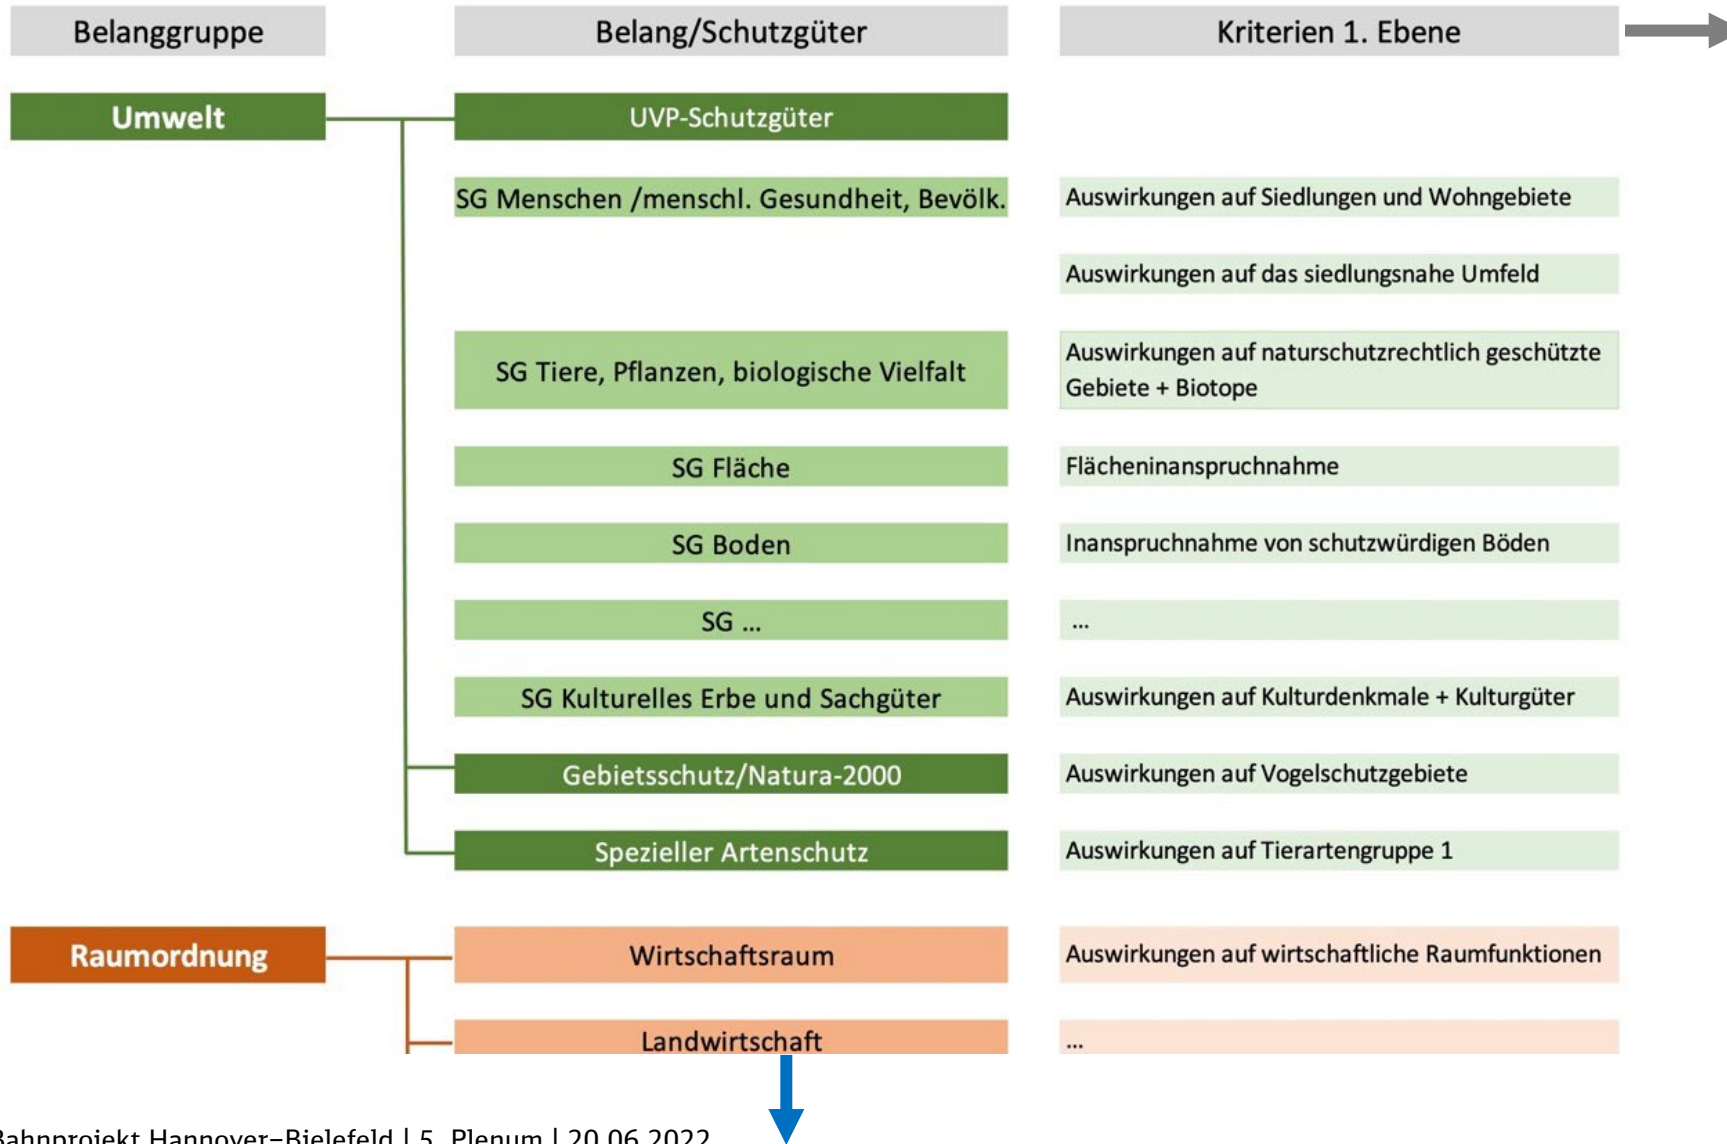 Belanggruppe Belang/Schutzgüter Kriterien 1. Ebene
Umwelt UVP-Schutzgüter
SG Menschen /menschl. Gesundheit, Bevölk. Auswirkungen auf Siedlungen und Wohngebiete
Auswirkungen auf das siedlungsnahe Umfeld
SG Tiere, Pflanzen, biologische Vielfalt Auswirkungen auf naturschutzrechtlich geschützte
Gebiete + Biotope
SG Fläche Flächeninanspruchnahme
SG Boden Inanspruchnahme von schutzwürdigen Böden
SG ... ...
SG Kulturelles Erbe und Sachgüter Auswirkungen auf Kulturdenkmale + Kulturgüter
Gebietsschutz/Natura-2000 Auswirkungen auf Vogelschutzgebiete
Spezieller Artenschutz Auswirkungen auf Tierartengruppe 1
Raumordnung Wirtschaftsraum Auswirkungen auf wirtschaftliche Raumfunktionen
Landwirtschaft ...
Bahnprojekt Hannover–Bielefeld | 5. Plenum | 20.06.2022